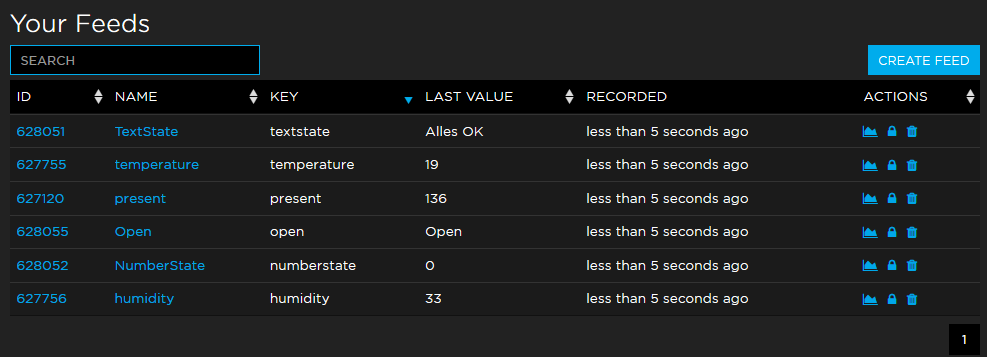 Your Feeds
SEARCH
CREATE FEED
ID NAME KEY LAST VALUE RECORDED ACTIONS
628051 TextState textstate Alles OK less than 5 seconds ago
627755 temperature temperature 19 less than 5 seconds ago
627120 present present 136 less than 5 seconds ago
628055 Open open Open less than 5 seconds ago
628052 NumberState numberstate 0 less than 5 seconds ago
627756 humidity humidity 33 less than 5 seconds ago
1